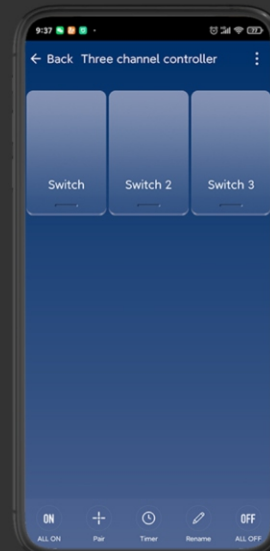 9:37
← Back Three channel controller
Switch Switch 2 Switch 3
ON OFF
ALL ON Pair Timer Rename ALL OFF